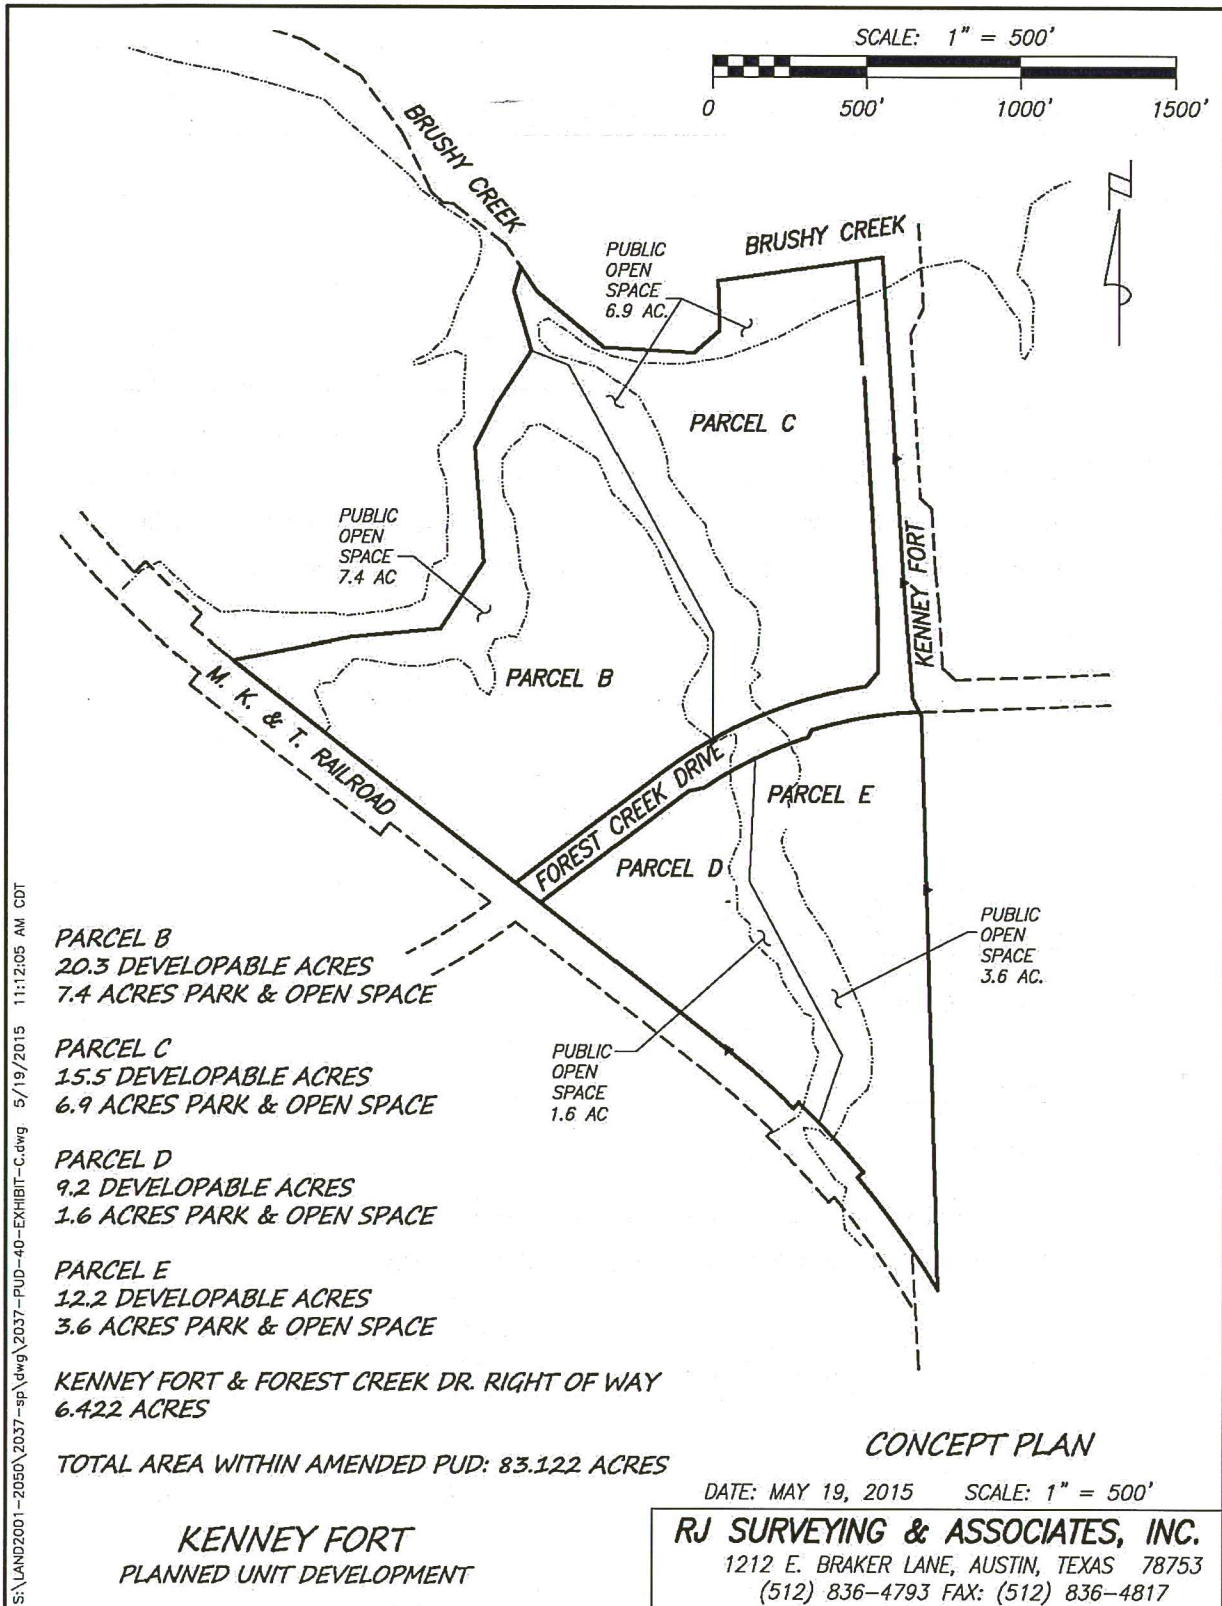 SCALE: 1" = 500'
0 500' 1000' 1500'
BRUSHY CREEK
BRUSHY CREEK
PUBLIC
OPEN
SPACE
6.9 AC.
PARCEL C
PUBLIC
OPEN
SPACE
7.4 AC
KENNEY FORT
PARCEL B
M. K. & T. RAILROAD
FOREST CREEK DRIVE
PARCEL E
PARCEL D
PUBLIC
OPEN
SPACE
3.6 AC.
PUBLIC
OPEN
SPACE
1.6 AC
PARCEL B
20.3 DEVELOPABLE ACRES
7.4 ACRES PARK & OPEN SPACE
PARCEL C
15.5 DEVELOPABLE ACRES
6.9 ACRES PARK & OPEN SPACE
PARCEL D
9.2 DEVELOPABLE ACRES
1.6 ACRES PARK & OPEN SPACE
PARCEL E
12.2 DEVELOPABLE ACRES
3.6 ACRES PARK & OPEN SPACE
KENNEY FORT & FOREST CREEK DR. RIGHT OF WAY
6.422 ACRES
TOTAL AREA WITHIN AMENDED PUD: 83.122 ACRES
KENNEY FORT
PLANNED UNIT DEVELOPMENT
CONCEPT PLAN
DATE: MAY 19, 2015 SCALE: 1" = 500'
RJ SURVEYING & ASSOCIATES, INC.
1212 E. BRAKER LANE, AUSTIN, TEXAS 78753
(512) 836-4793 FAX: (512) 836-4817
S:\LAND2001-2050\2037-sp\dwg\2037-PUD-40-EXHIBIT-C.dwg 5/19/2015 11:12:05 AM CDT